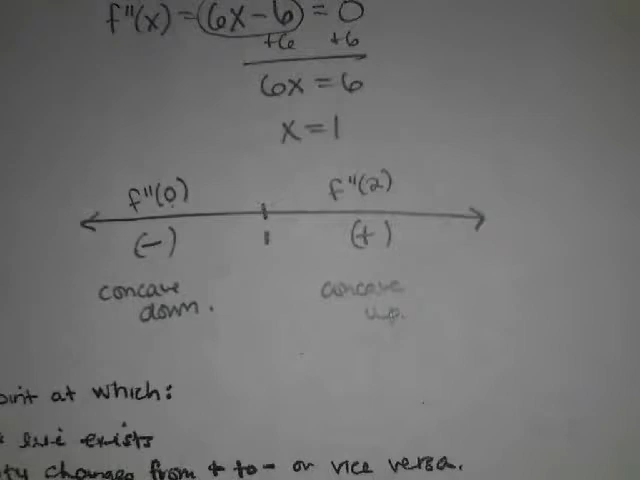 f"(x) = (6x - 6) = 0
+6 +6
6x = 6
x = 1
f"(0) f"(2)
(-) 1 (+)
concave concave
down. up.
point at which:
exists
changes from + to - or vice versa.